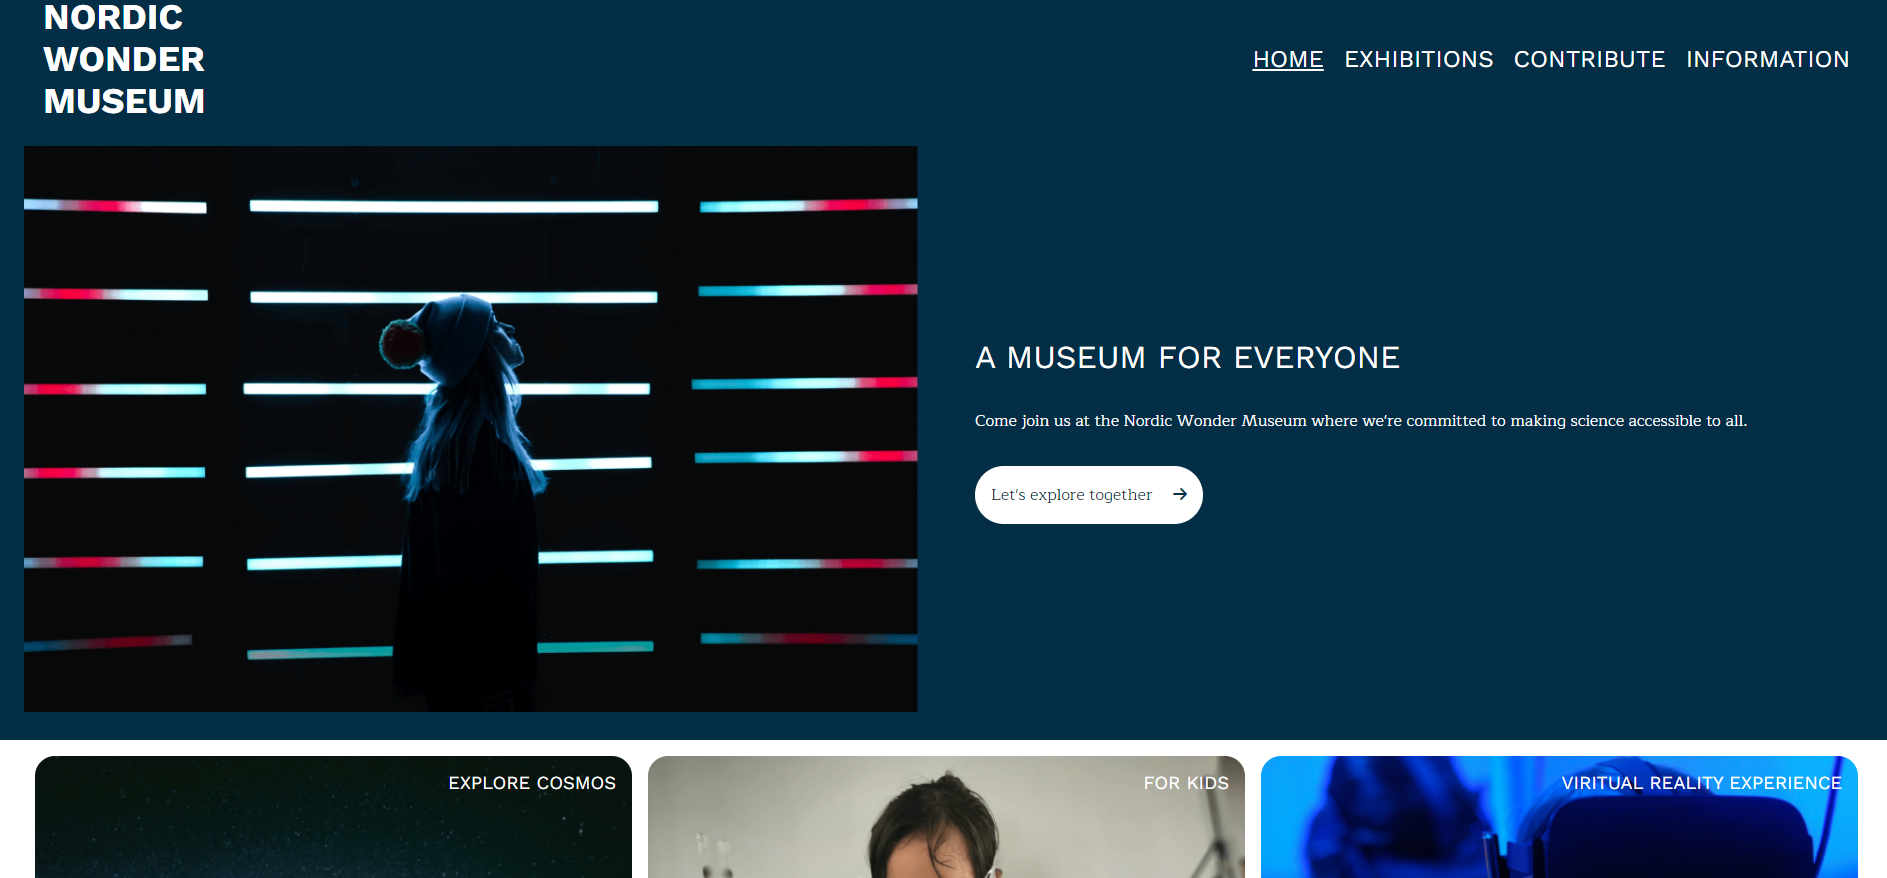 NORDIC
WONDER
MUSEUM
HOME EXHIBITIONS CONTRIBUTE INFORMATION
A MUSEUM FOR EVERYONE
Come join us at the Nordic Wonder Museum where we're committed to making science accessible to all.
Let's explore together →
EXPLORE COSMOS
FOR KIDS
VIRITUAL REALITY EXPERIENCE